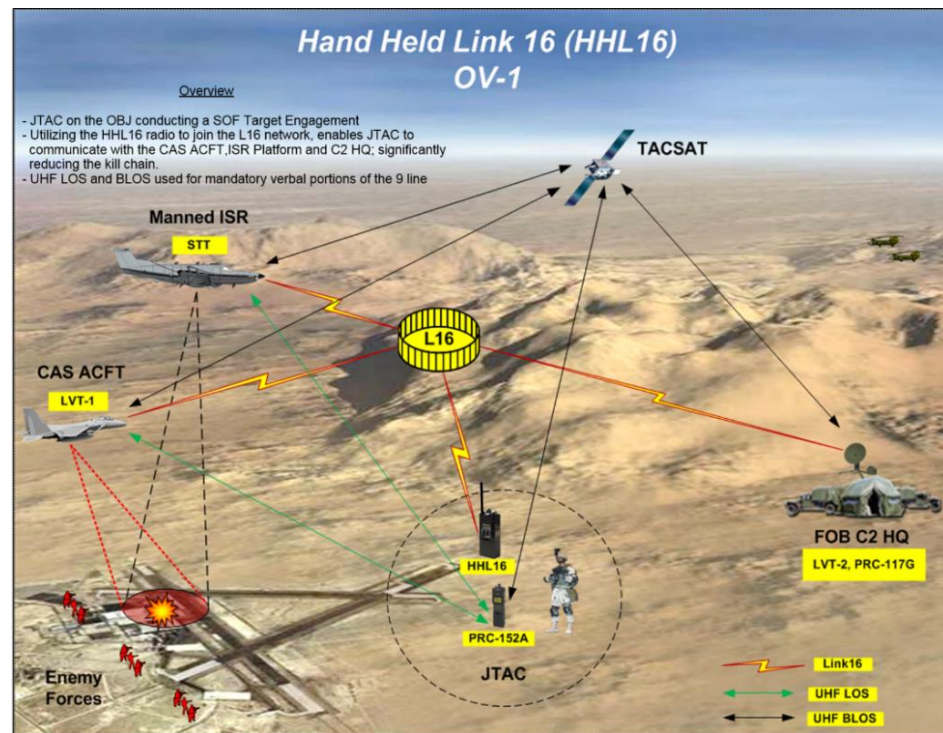 Hand Held Link 16 (HHL16)
OV-1
Overview
- JTAC on the OBJ conducting a SOF Target Engagement
- Utilizing the HHL16 radio to join the L16 network, enables JTAC to
communicate with the CAS ACFT,ISR Platform and C2 HQ; significantly
reducing the kill chain.
- UHF LOS and BLOS used for mandatory verbal portions of the 9 line
TACSAT
Manned ISR
STT
L16
CAS ACFT
LVT-1
FOB C2 HQ
LVT-2, PRC-117G
HHL16
PRC-152A
JTAC
Enemy
Forces
Link16
UHF LOS
UHF BLOS